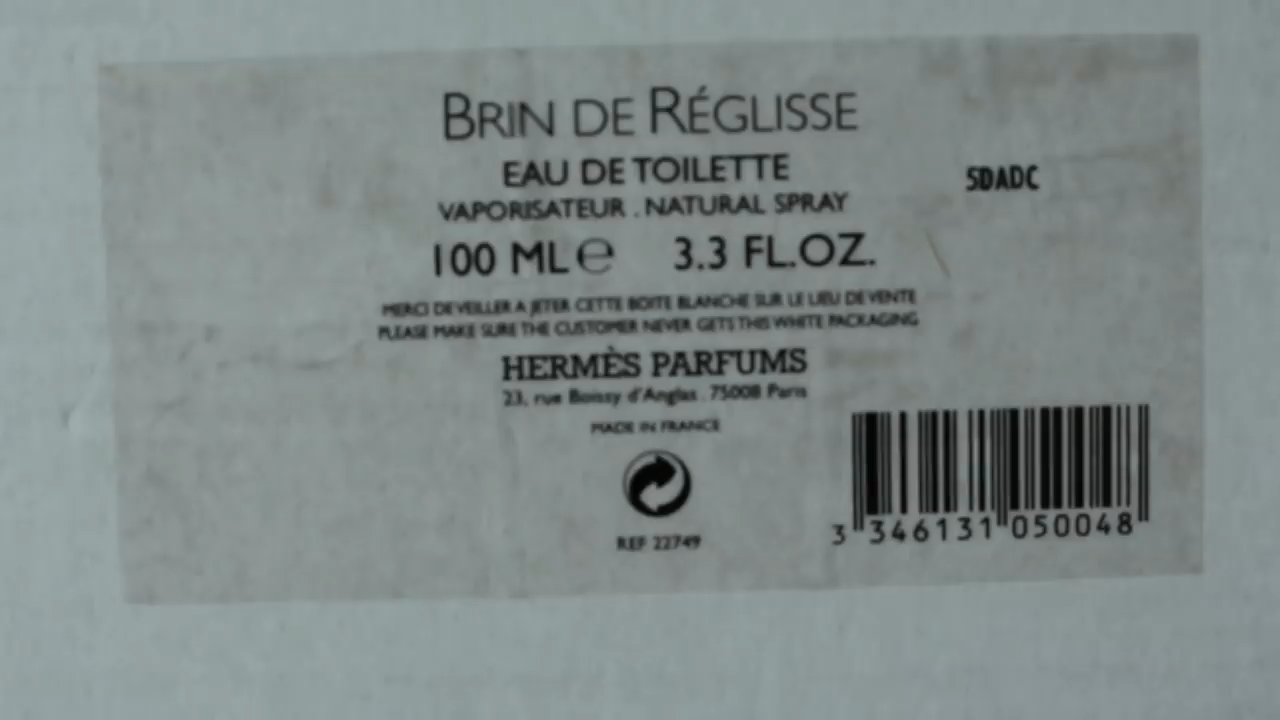 BRIN DE RÉGLISSE
EAU DE TOILETTE
5DADC
VAPORISATEUR . NATURAL SPRAY
100 ML ℮ 3.3 FL.OZ.
MERCI DE VEILLER A JETER CETTE BOITE BLANCHE SUR LE LIEU DE VENTE
PLEASE MAKE SURE THE CUSTOMER NEVER GETS THIS WHITE PACKAGING
HERMÈS PARFUMS
23, rue Boissy d'Anglas . 75008 Paris
MADE IN FRANCE
REF 22749
3 346131 050048